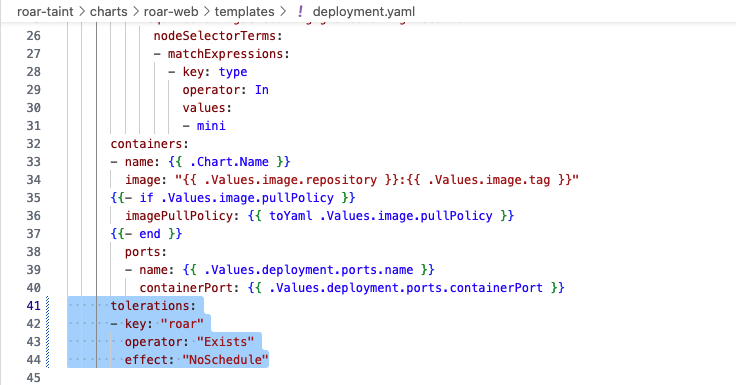 roar-taint > charts > roar-web > templates > ! deployment.yaml
26 nodeSelectorTerms:
27 - matchExpressions:
28 - key: type
29 operator: In
30 values:
31 - mini
32 containers:
33 - name: {{ .Chart.Name }}
34 image: "{{ .Values.image.repository }}:{{ .Values.image.tag }}"
35 {{- if .Values.image.pullPolicy }}
36 imagePullPolicy: {{ toYaml .Values.image.pullPolicy }}
37 {{- end }}
38 ports:
39 - name: {{ .Values.deployment.ports.name }}
40 containerPort: {{ .Values.deployment.ports.containerPort }}
41 tolerations:
42 - key: "roar"
43 operator: "Exists"
44 effect: "NoSchedule"
45